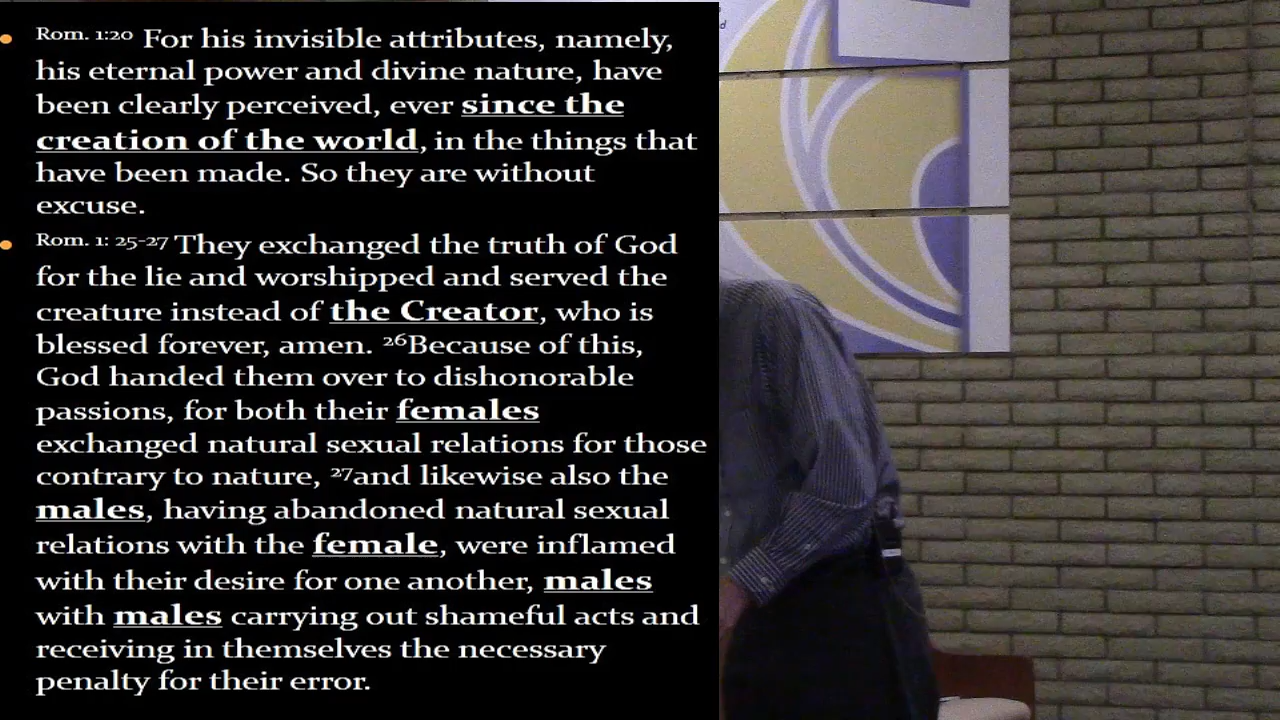 Rom. 1:20 For his invisible attributes, namely,
his eternal power and divine nature, have
been clearly perceived, ever since the
creation of the world, in the things that
have been made. So they are without
excuse.
Rom. 1: 25-27 They exchanged the truth of God
for the lie and worshipped and served the
creature instead of the Creator, who is
blessed forever, amen. 26Because of this,
God handed them over to dishonorable
passions, for both their females
exchanged natural sexual relations for those
contrary to nature, 27and likewise also the
males, having abandoned natural sexual
relations with the female, were inflamed
with their desire for one another, males
with males carrying out shameful acts and
receiving in themselves the necessary
penalty for their error.